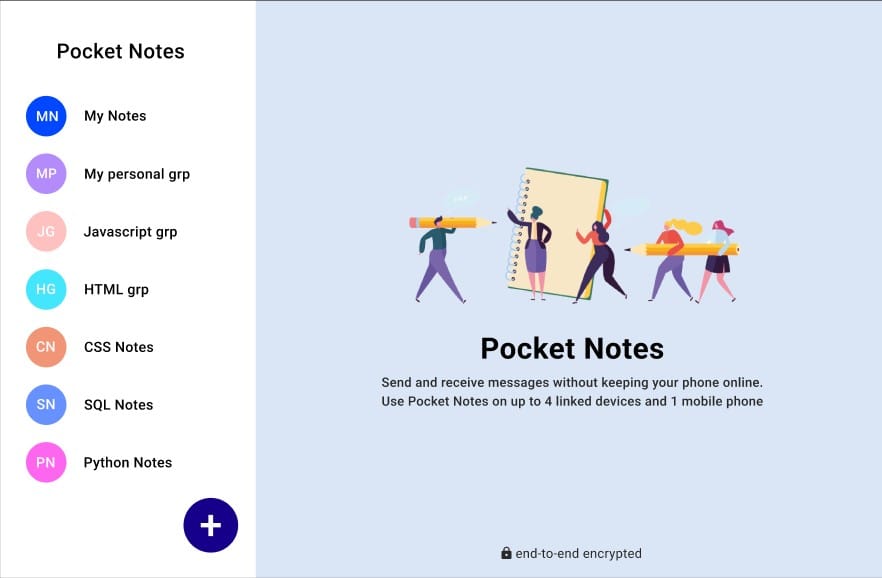 Pocket Notes
MN My Notes
MP My personal grp
JG Javascript grp
HG HTML grp
CN CSS Notes
SN SQL Notes
PN Python Notes
+
Pocket Notes
Send and receive messages without keeping your phone online.
Use Pocket Notes on up to 4 linked devices and 1 mobile phone
end-to-end encrypted